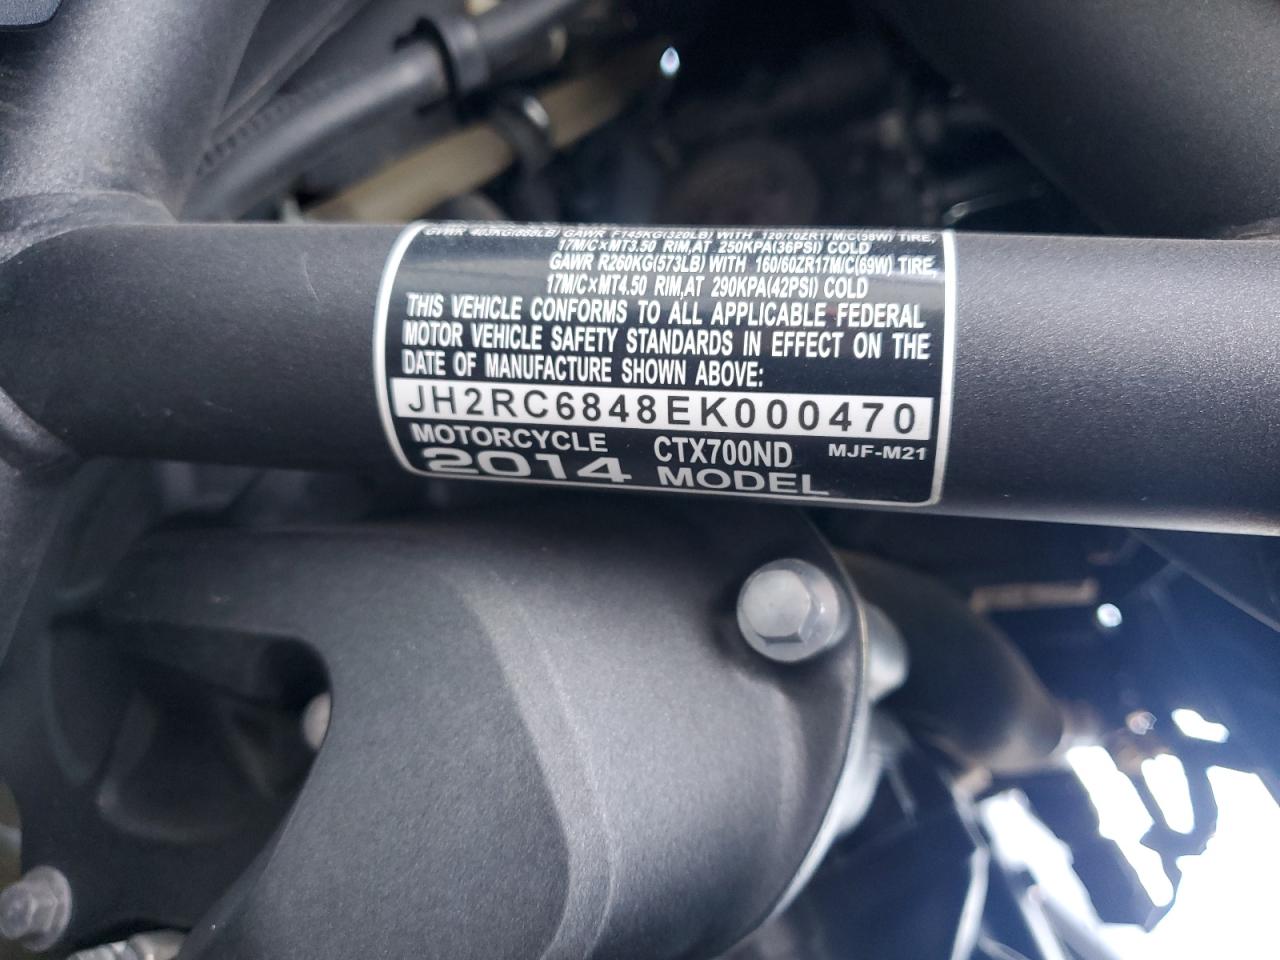 GVWR 403KG(888LB) GAWR F145KG(320LB) WITH 120/70ZR17M/C(58W) TIRE,
17M/C×MT3.50 RIM,AT 250KPA(36PSI) COLD
GAWR R260KG(573LB) WITH 160/60ZR17M/C(69W) TIRE,
17M/C×MT4.50 RIM,AT 290KPA(42PSI) COLD
THIS VEHICLE CONFORMS TO ALL APPLICABLE FEDERAL
MOTOR VEHICLE SAFETY STANDARDS IN EFFECT ON THE
DATE OF MANUFACTURE SHOWN ABOVE:
JH2RC6848EK000470
MOTORCYCLE CTX700ND MJF-M21
2014 MODEL